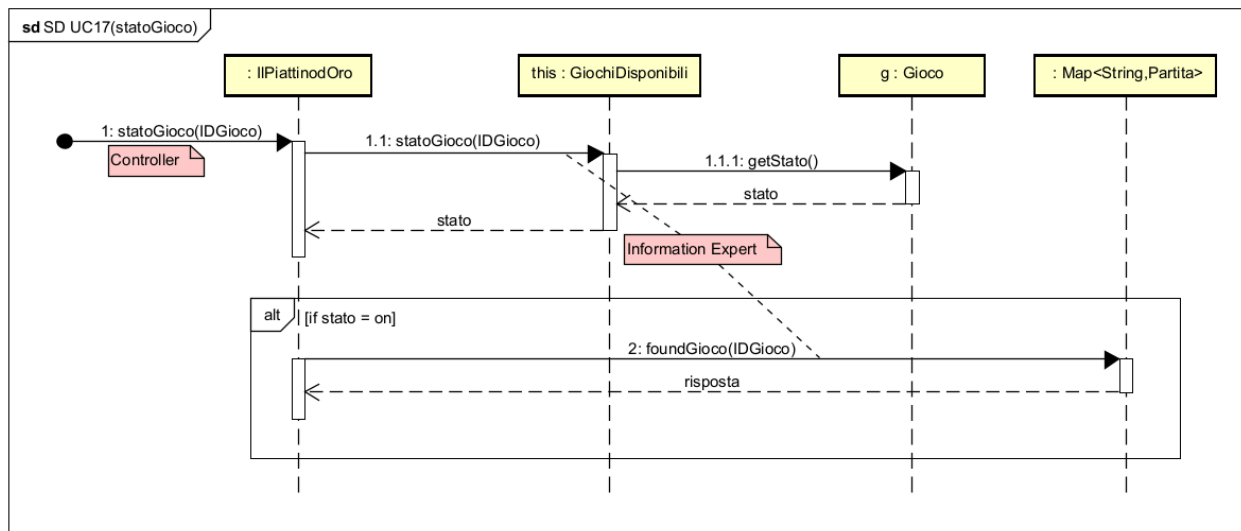 sd SD UC17(statoGioco)
: IlPiattinodOro
this : GiochiDisponibili
g : Gioco
: Map<String,Partita>
1: statoGioco(IDGioco)
Controller
1.1: statoGioco(IDGioco)
1.1.1: getStato()
stato
stato
Information Expert
alt
[if stato = on]
2: foundGioco(IDGioco)
risposta